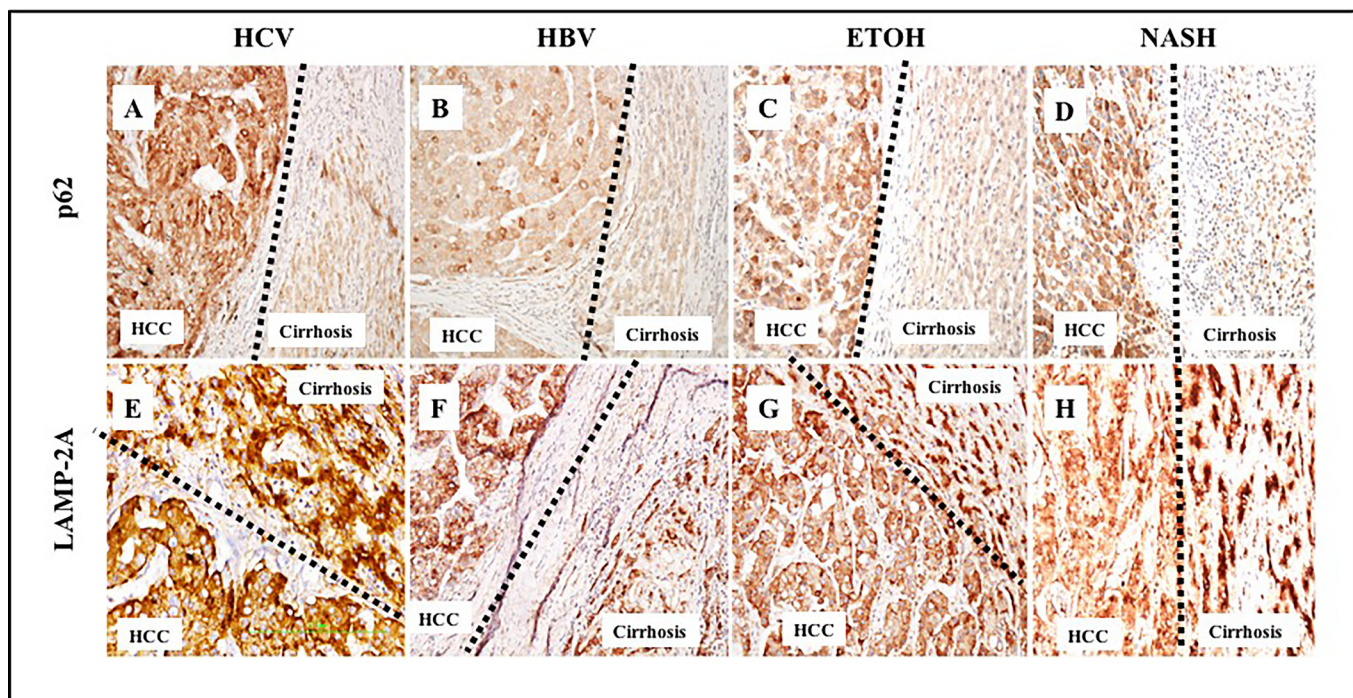 HCV HBV ETOH NASH
p62
A B C D
HCC Cirrhosis HCC Cirrhosis HCC Cirrhosis HCC Cirrhosis
LAMP-2A
E Cirrhosis F G Cirrhosis H
HCC HCC Cirrhosis HCC HCC Cirrhosis